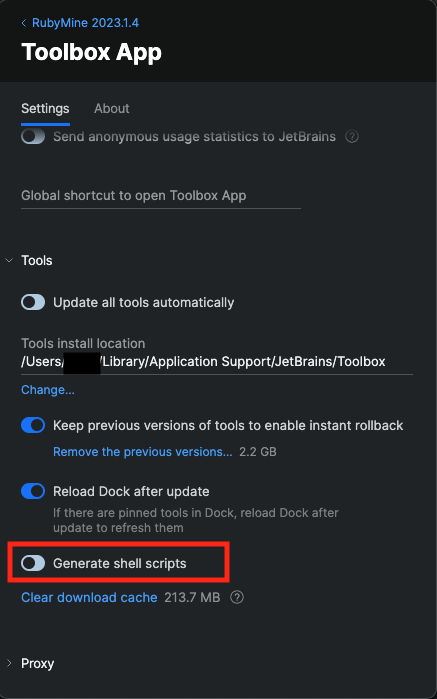 RubyMine 2023.1.4
Toolbox App
Settings About
Send anonymous usage statistics to JetBrains ?
Global shortcut to open Toolbox App
Tools
Update all tools automatically
Tools install location
/Users/ /Library/Application Support/JetBrains/Toolbox
Change...
Keep previous versions of tools to enable instant rollback
Remove the previous versions... 2.2 GB
Reload Dock after update
If there are pinned tools in Dock, reload Dock after
update to refresh them
Generate shell scripts
Clear download cache 213.7 MB ?
Proxy